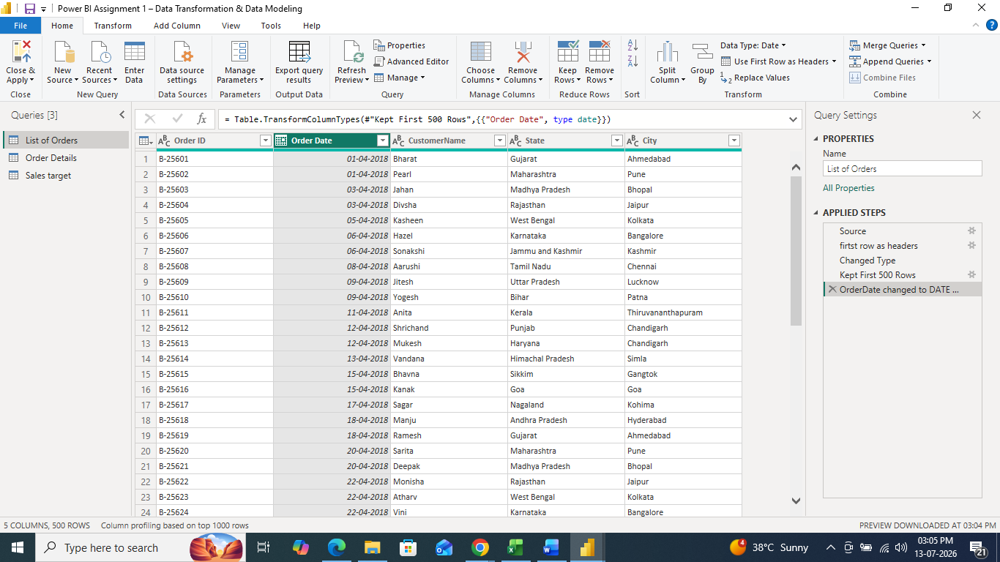 Power BI Assignment 1 – Data Transformation & Data Modeling
File Home Transform Add Column View Tools Help
Close & Apply
Close
New Source
Recent Sources
Enter Data
New Query
Data source settings
Data Sources
Manage Parameters
Parameters
Export query results
Output Data
Refresh Preview
Properties
Advanced Editor
Manage
Query
Choose Columns
Remove Columns
Manage Columns
Keep Rows
Remove Rows
Reduce Rows
Sort
Split Column
Group By
Data Type: Date
Use First Row as Headers
Replace Values
Transform
Merge Queries
Append Queries
Combine Files
Combine
Queries [3]
List of Orders
Order Details
Sales target
= Table.TransformColumnTypes(#"Kept First 500 Rows",{{"Order Date", type date}})
Order ID Order Date CustomerName State City
1 B-25601 01-04-2018 Bharat Gujarat Ahmedabad
2 B-25602 01-04-2018 Pearl Maharashtra Pune
3 B-25603 03-04-2018 Jahan Madhya Pradesh Bhopal
4 B-25604 03-04-2018 Divsha Rajasthan Jaipur
5 B-25605 05-04-2018 Kasheen West Bengal Kolkata
6 B-25606 06-04-2018 Hazel Karnataka Bangalore
7 B-25607 06-04-2018 Sonakshi Jammu and Kashmir Kashmir
8 B-25608 08-04-2018 Aarushi Tamil Nadu Chennai
9 B-25609 09-04-2018 Jitesh Uttar Pradesh Lucknow
10 B-25610 09-04-2018 Yogesh Bihar Patna
11 B-25611 11-04-2018 Anita Kerala Thiruvananthapuram
12 B-25612 12-04-2018 Shrichand Punjab Chandigarh
13 B-25613 12-04-2018 Mukesh Haryana Chandigarh
14 B-25614 13-04-2018 Vandana Himachal Pradesh Simla
15 B-25615 15-04-2018 Bhavna Sikkim Gangtok
16 B-25616 15-04-2018 Kanak Goa Goa
17 B-25617 17-04-2018 Sagar Nagaland Kohima
18 B-25618 18-04-2018 Manju Andhra Pradesh Hyderabad
19 B-25619 18-04-2018 Ramesh Gujarat Ahmedabad
20 B-25620 20-04-2018 Sarita Maharashtra Pune
21 B-25621 20-04-2018 Deepak Madhya Pradesh Bhopal
22 B-25622 22-04-2018 Monisha Rajasthan Jaipur
23 B-25623 22-04-2018 Atharv West Bengal Kolkata
24 B-25624 22-04-2018 Vini Karnataka Bangalore
Query Settings
PROPERTIES
Name
List of Orders
All Properties
APPLIED STEPS
Source
firtst row as headers
Changed Type
Kept First 500 Rows
OrderDate changed to DATE ...
5 COLUMNS, 500 ROWS Column profiling based on top 1000 rows PREVIEW DOWNLOADED AT 03:04 PM
Type here to search
4
38°C Sunny
03:05 PM
13-07-2026
21